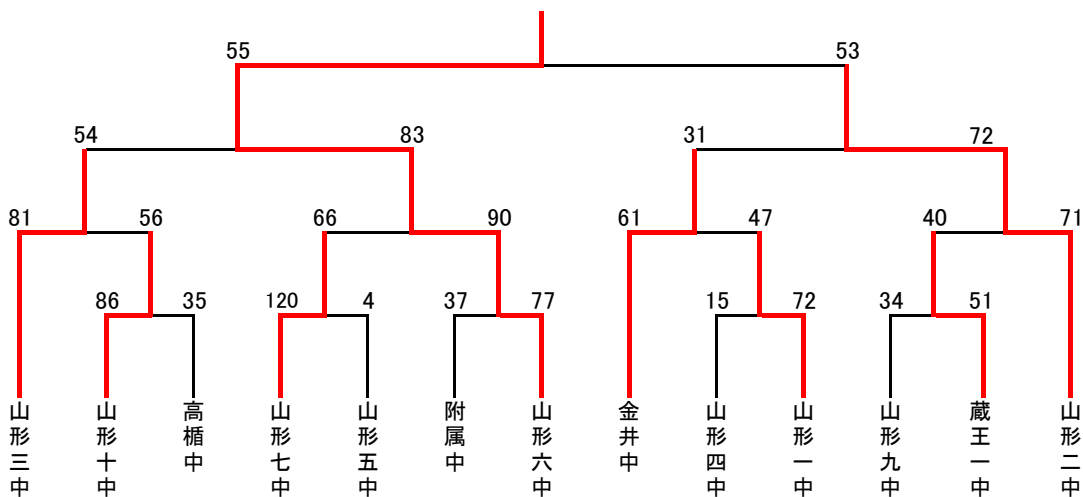 55 53
54 83 31 72
81 56 66 90 61 47 40 71
86 35 120 4 37 77 15 72 34 51
山形三中
山形十中
高楯中
山形七中
山形五中
附属中
山形六中
金井中
山形四中
山形一中
山形九中
蔵王一中
山形二中